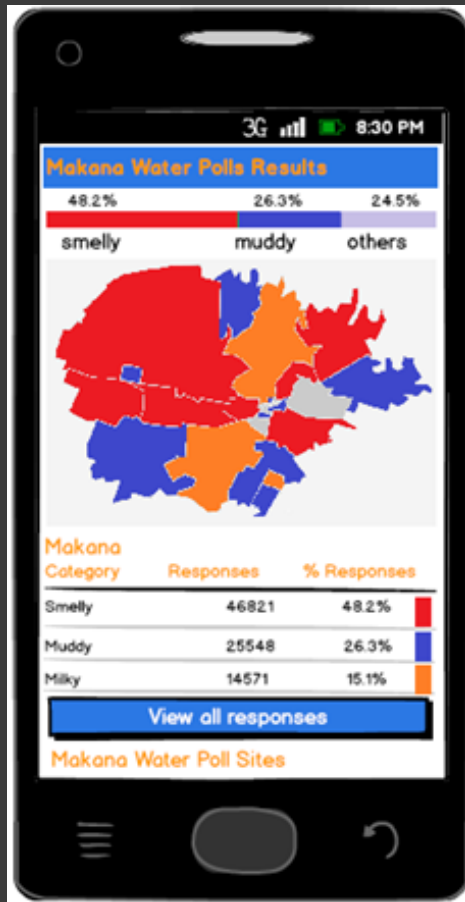 3G 8:30 PM
Makana Water Polls Results
48.2% 26.3% 24.5%
smelly muddy others
Makana
Category Responses % Responses
Smelly 46821 48.2%
Muddy 25548 26.3%
Milky 14571 15.1%
View all responses
Makana Water Poll Sites